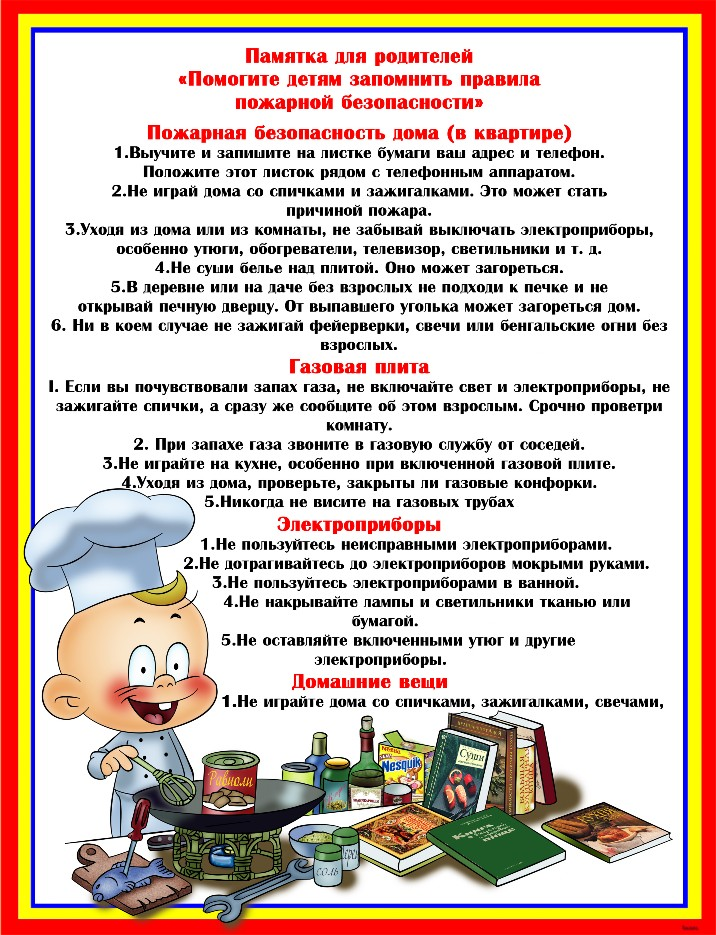 Памятка для родителей
«Помогите детям запомнить правила
пожарной безопасности»
Пожарная безопасность дома (в квартире)
1.Выучите и запишите на листке бумаги ваш адрес и телефон.
Положите этот листок рядом с телефонным аппаратом.
2.Не играй дома со спичками и зажигалками. Это может стать
причиной пожара.
3.Уходя из дома или из комнаты, не забывай выключать электроприборы,
особенно утюги, обогреватели, телевизор, светильники и т. д.
4.Не суши белье над плитой. Оно может загореться.
5.В деревне или на даче без взрослых не подходи к печке и не
открывай печную дверцу. От выпавшего уголька может загореться дом.
6. Ни в коем случае не зажигай фейерверки, свечи или бенгальские огни без
взрослых.
Газовая плита
I. Если вы почувствовали запах газа, не включайте свет и электроприборы, не
зажигайте спички, а сразу же сообщите об этом взрослым. Срочно проветри
комнату.
2. При запахе газа звоните в газовую службу от соседей.
3.Не играйте на кухне, особенно при включенной газовой плите.
4.Уходя из дома, проверьте, закрыты ли газовые конфорки.
5.Никогда не висите на газовых трубах
Электроприборы
1.Не пользуйтесь неисправными электроприборами.
2.Не дотрагивайтесь до электроприборов мокрыми руками.
3.Не пользуйтесь электроприборами в ванной.
4.Не накрывайте лампы и светильники тканью или
бумагой.
5.Не оставляйте включенными утюг и другие
электроприборы.
Домашние вещи
1.Не играйте дома со спичками, зажигалками, свечами,
Равиоли
Nesquik
Суши
Книга
СОЛЬ